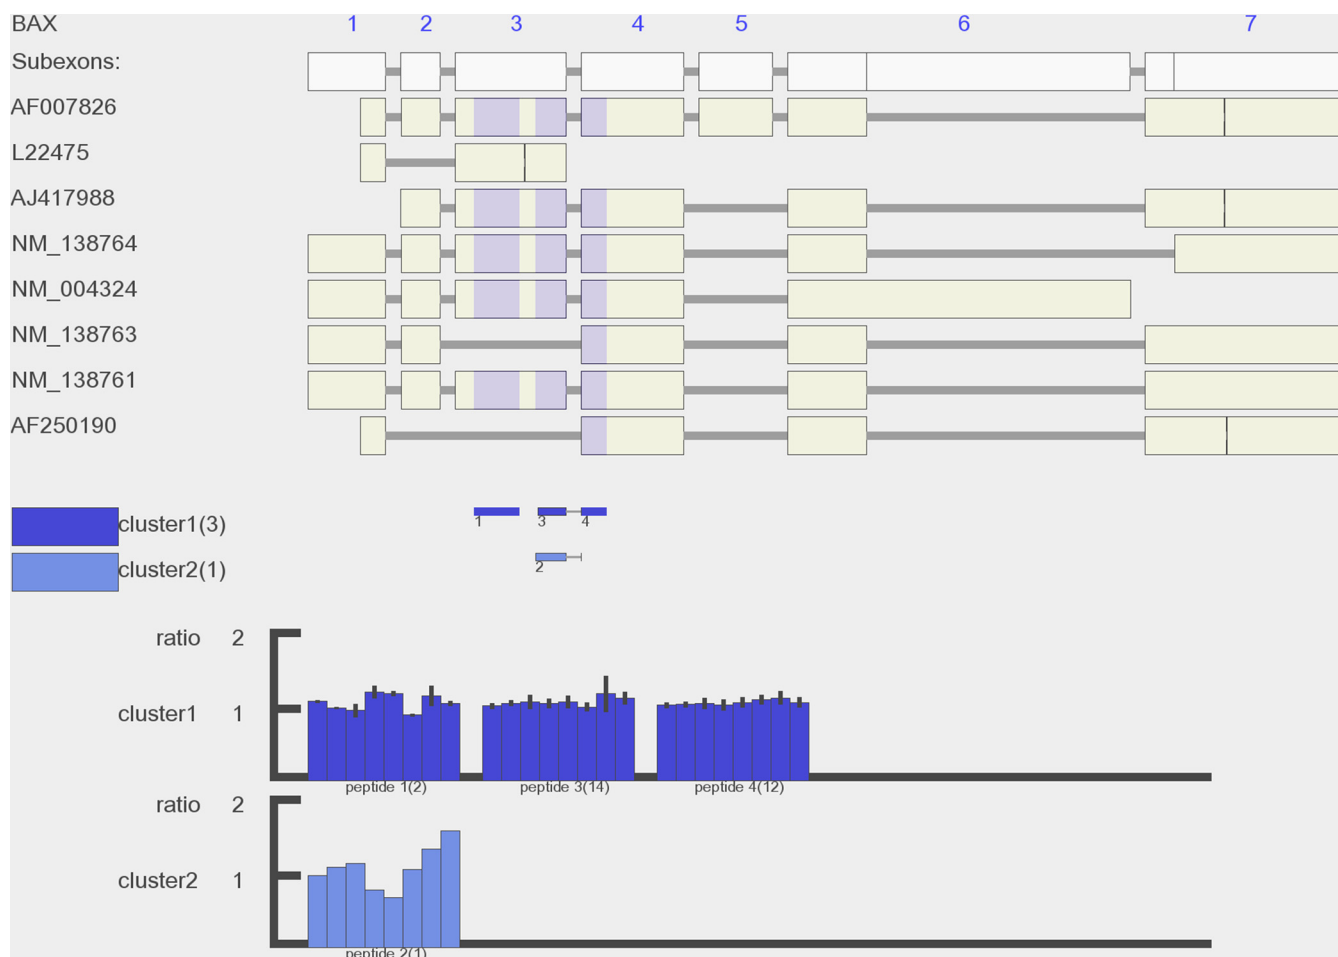 BAX 1 2 3 4 5 6 7
Subexons:
AF007826
L22475
AJ417988
NM_138764
NM_004324
NM_138763
NM_138761
AF250190
cluster1(3) 1 3 4
cluster2(1) 2
ratio 2
cluster1 1
peptide 1(2) peptide 3(14) peptide 4(12)
ratio 2
cluster2 1
peptide 2(1)